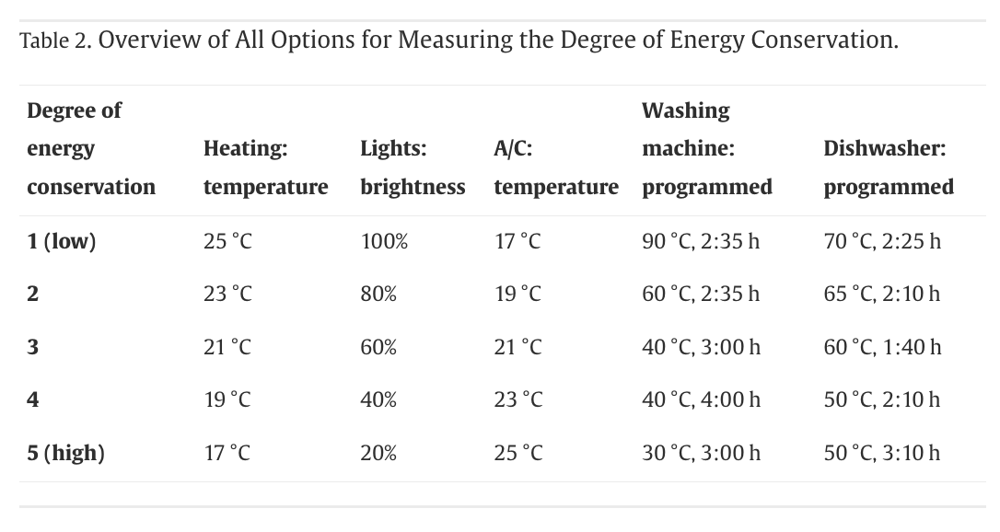 Table 2. Overview of All Options for Measuring the Degree of Energy Conservation.
Degree of energy conservation	Heating: temperature	Lights: brightness	A/C: temperature	Washing machine: programmed	Dishwasher: programmed
1 (low)	25 °C	100%	17 °C	90 °C, 2:35 h	70 °C, 2:25 h
2	23 °C	80%	19 °C	60 °C, 2:35 h	65 °C, 2:10 h
3	21 °C	60%	21 °C	40 °C, 3:00 h	60 °C, 1:40 h
4	19 °C	40%	23 °C	40 °C, 4:00 h	50 °C, 2:10 h
5 (high)	17 °C	20%	25 °C	30 °C, 3:00 h	50 °C, 3:10 h